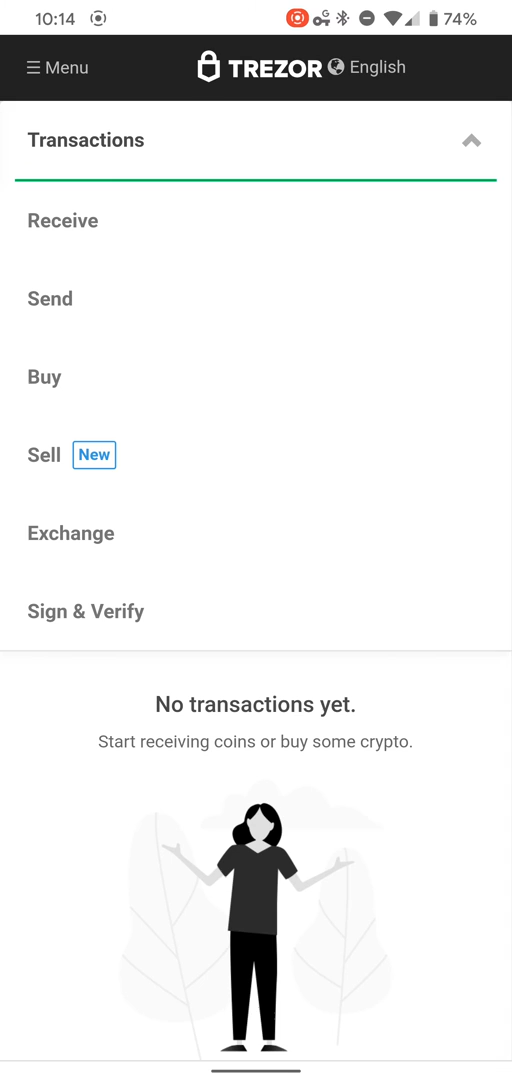 10:14 74%
Menu TREZOR English
Transactions
Receive
Send
Buy
Sell New
Exchange
Sign & Verify
No transactions yet.
Start receiving coins or buy some crypto.